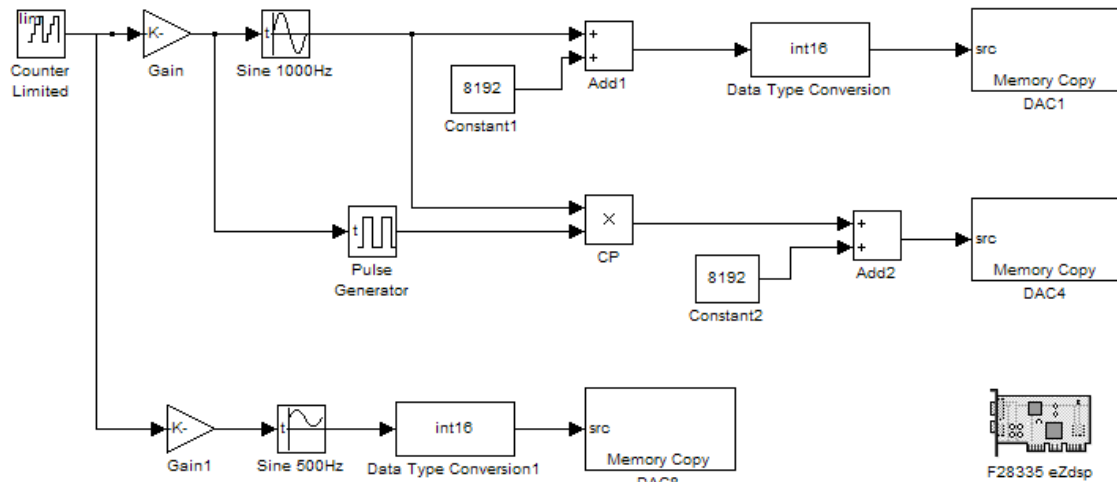 lim
Counter
Limited
K-
Gain
t
Sine 1000Hz
+
+
Add1
8192
Constant1
int16
Data Type Conversion
src
Memory Copy
DAC1
t
Pulse
Generator
×
CP
8192
Constant2
+
+
Add2
src
Memory Copy
DAC4
K-
Gain1
t
Sine 500Hz
int16
Data Type Conversion1
src
Memory Copy
DAC8
F28335 eZdsp